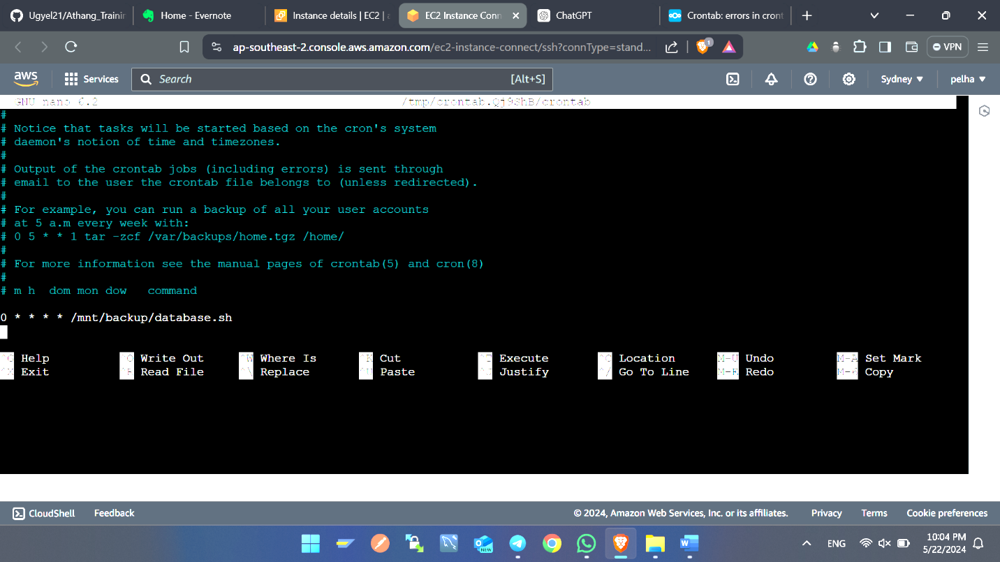 Ugyel21/Athang_Trainin
Home - Evernote
Instance details | EC2 |
EC2 Instance Conn
ChatGPT
Crontab: errors in cront
ap-southeast-2.console.aws.amazon.com/ec2-instance-connect/ssh?connType=stand...
1
VPN
aws
Services
Search
[Alt+S]
Sydney
pelha
GNU nano 6.2 /tmp/crontab.Qj9ShB/crontab
#
# Notice that tasks will be started based on the cron's system
# daemon's notion of time and timezones.
#
# Output of the crontab jobs (including errors) is sent through
# email to the user the crontab file belongs to (unless redirected).
#
# For example, you can run a backup of all your user accounts
# at 5 a.m every week with:
# 0 5 * * 1 tar -zcf /var/backups/home.tgz /home/
#
# For more information see the manual pages of crontab(5) and cron(8)
#
# m h  dom mon dow   command
0 * * * * /mnt/backup/database.sh
^G Help ^O Write Out ^W Where Is ^K Cut ^T Execute ^C Location M-U Undo M-A Set Mark
^X Exit ^R Read File ^\ Replace ^U Paste ^J Justify ^/ Go To Line M-E Redo M-6 Copy
CloudShell
Feedback
© 2024, Amazon Web Services, Inc. or its affiliates.
Privacy
Terms
Cookie preferences
NEW
ENG
10:04 PM
5/22/2024